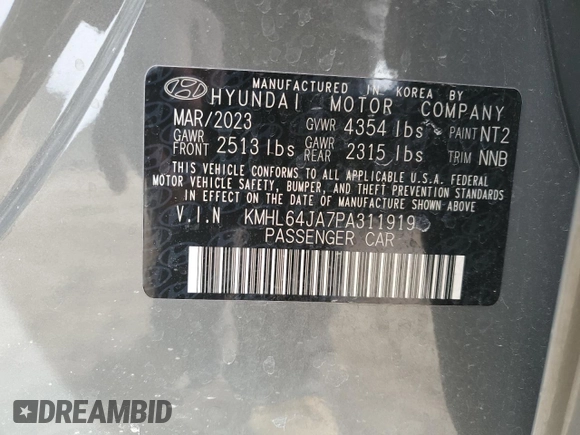 MANUFACTURED IN KOREA BY
HYUNDAI MOTOR COMPANY
MAR/2023 GVWR 4354 lbs PAINT NT2
GAWR FRONT 2513 lbs GAWR REAR 2315 lbs TRIM NNB
THIS VEHICLE CONFORMS TO ALL APPLICABLE U.S.A. FEDERAL
MOTOR VEHICLE SAFETY, BUMPER, AND THEFT PREVENTION STANDARDS
IN EFFECT ON THE DATE OF MANUFACTURE SHOWN ABOVE.
V.I.N KMHL64JA7PA311919
PASSENGER CAR
DREAMBID